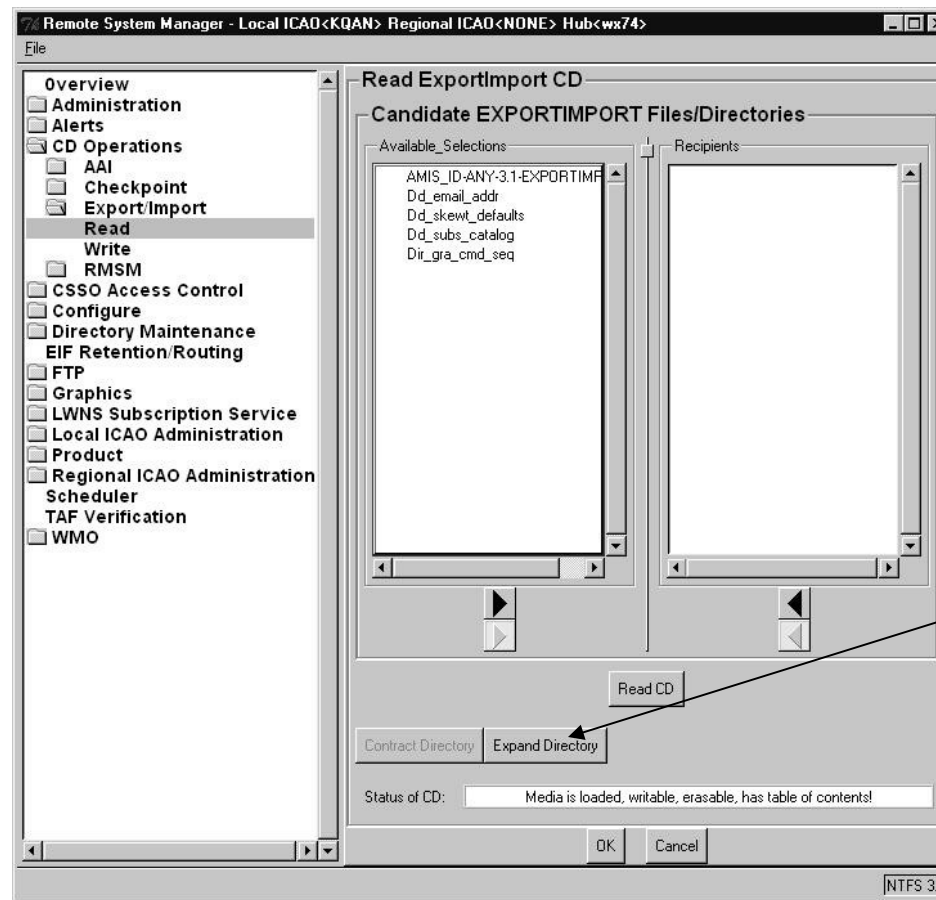 Remote System Manager - Local ICAO<KQAN> Regional ICAO<NONE> Hub<wx74>
File
Overview
Administration
Alerts
CD Operations
AAI
Checkpoint
Export/Import
Read
Write
RMSM
CSSO Access Control
Configure
Directory Maintenance
EIF Retention/Routing
FTP
Graphics
LWNS Subscription Service
Local ICAO Administration
Product
Regional ICAO Administration
Scheduler
TAF Verification
WMO
Read ExportImport CD
Candidate EXPORTIMPORT Files/Directories
Available_Selections
AMIS_ID-ANY-3.1-EXPORTIMP
Dd_email_addr
Dd_skewt_defaults
Dd_subs_catalog
Dir_gra_cmd_seq
Recipients
Read CD
Contract Directory
Expand Directory
Status of CD:
Media is loaded, writable, erasable, has table of contents!
OK
Cancel
NTFS 3.